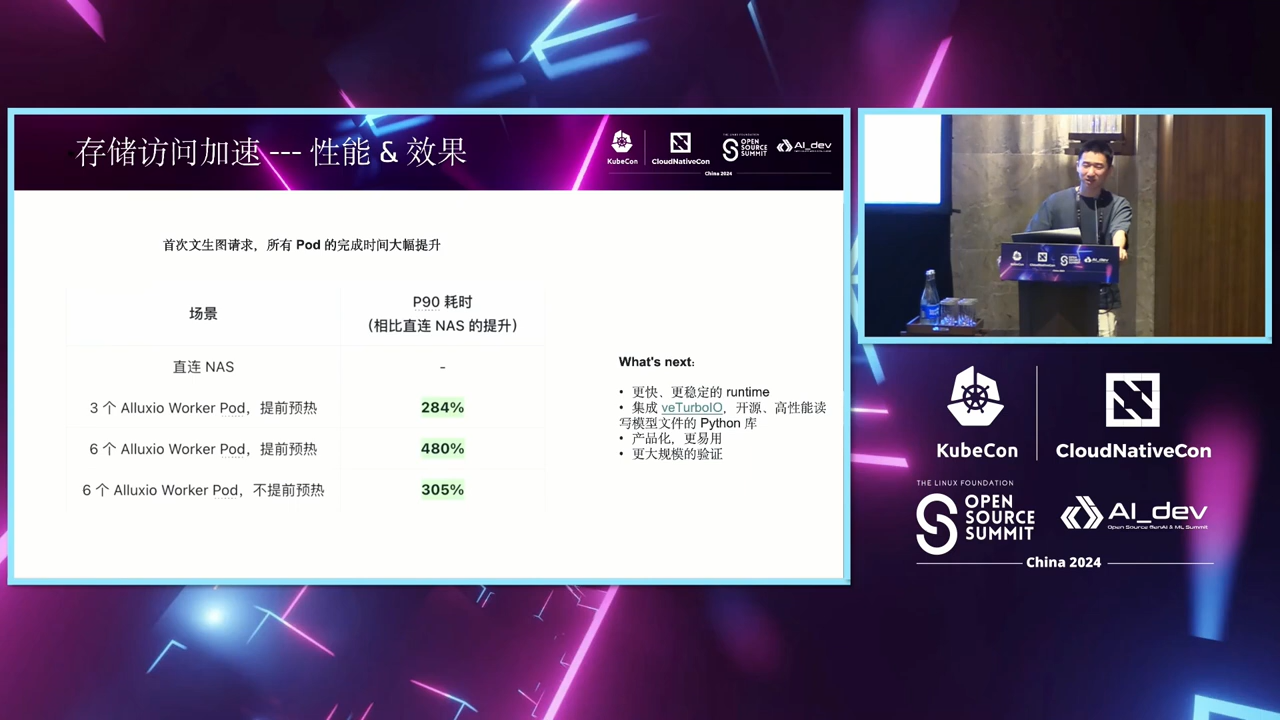 存储访问加速 --- 性能 & 效果
KubeCon
CloudNativeCon
THE LINUX FOUNDATION
OPEN SOURCE SUMMIT
AI_dev
China 2024
首次文生图请求，所有 Pod 的完成时间大幅提升
场景
P90 耗时
（相比直连 NAS 的提升）
直连 NAS
-
3 个 Alluxio Worker Pod，提前预热
284%
6 个 Alluxio Worker Pod，提前预热
480%
6 个 Alluxio Worker Pod，不提前预热
305%
What's next:
• 更快、更稳定的 runtime
• 集成 veTurboIO，开源、高性能读
写模型文件的 Python 库
• 产品化，更易用
• 更大规模的验证
KubeCon
CloudNativeCon
THE LINUX FOUNDATION
OPEN
SOURCE
SUMMIT
AI_dev
Open Source GenAI & ML Summit
China 2024